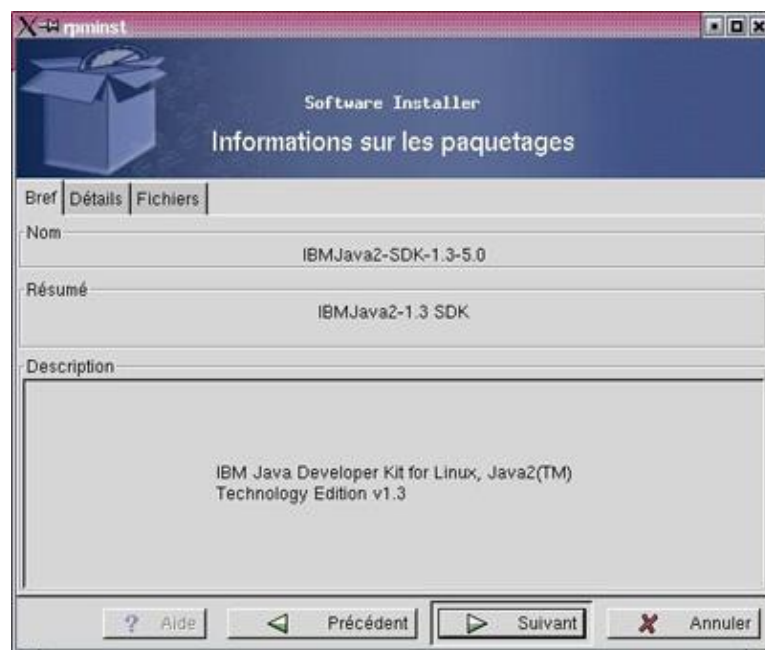 rpminst
Software Installer
Informations sur les paquetages
Bref Détails Fichiers
Nom
IBMJava2-SDK-1.3-5.0
Résumé
IBMJava2-1.3 SDK
Description
IBM Java Developer Kit for Linux, Java2(TM)
Technology Edition v1.3
? Aide Précédent Suivant Annuler